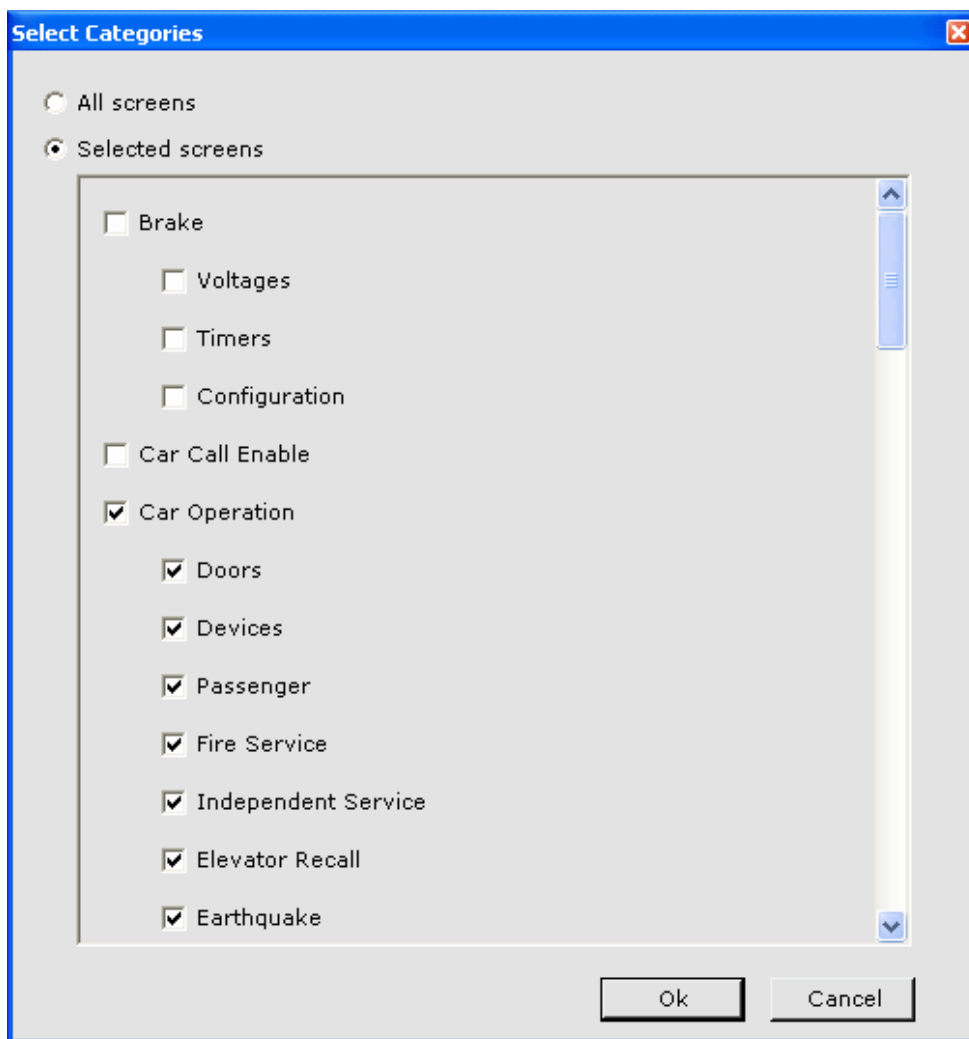 Select Categories
All screens
Selected screens
Brake
Voltages
Timers
Configuration
Car Call Enable
Car Operation
Doors
Devices
Passenger
Fire Service
Independent Service
Elevator Recall
Earthquake
Ok Cancel